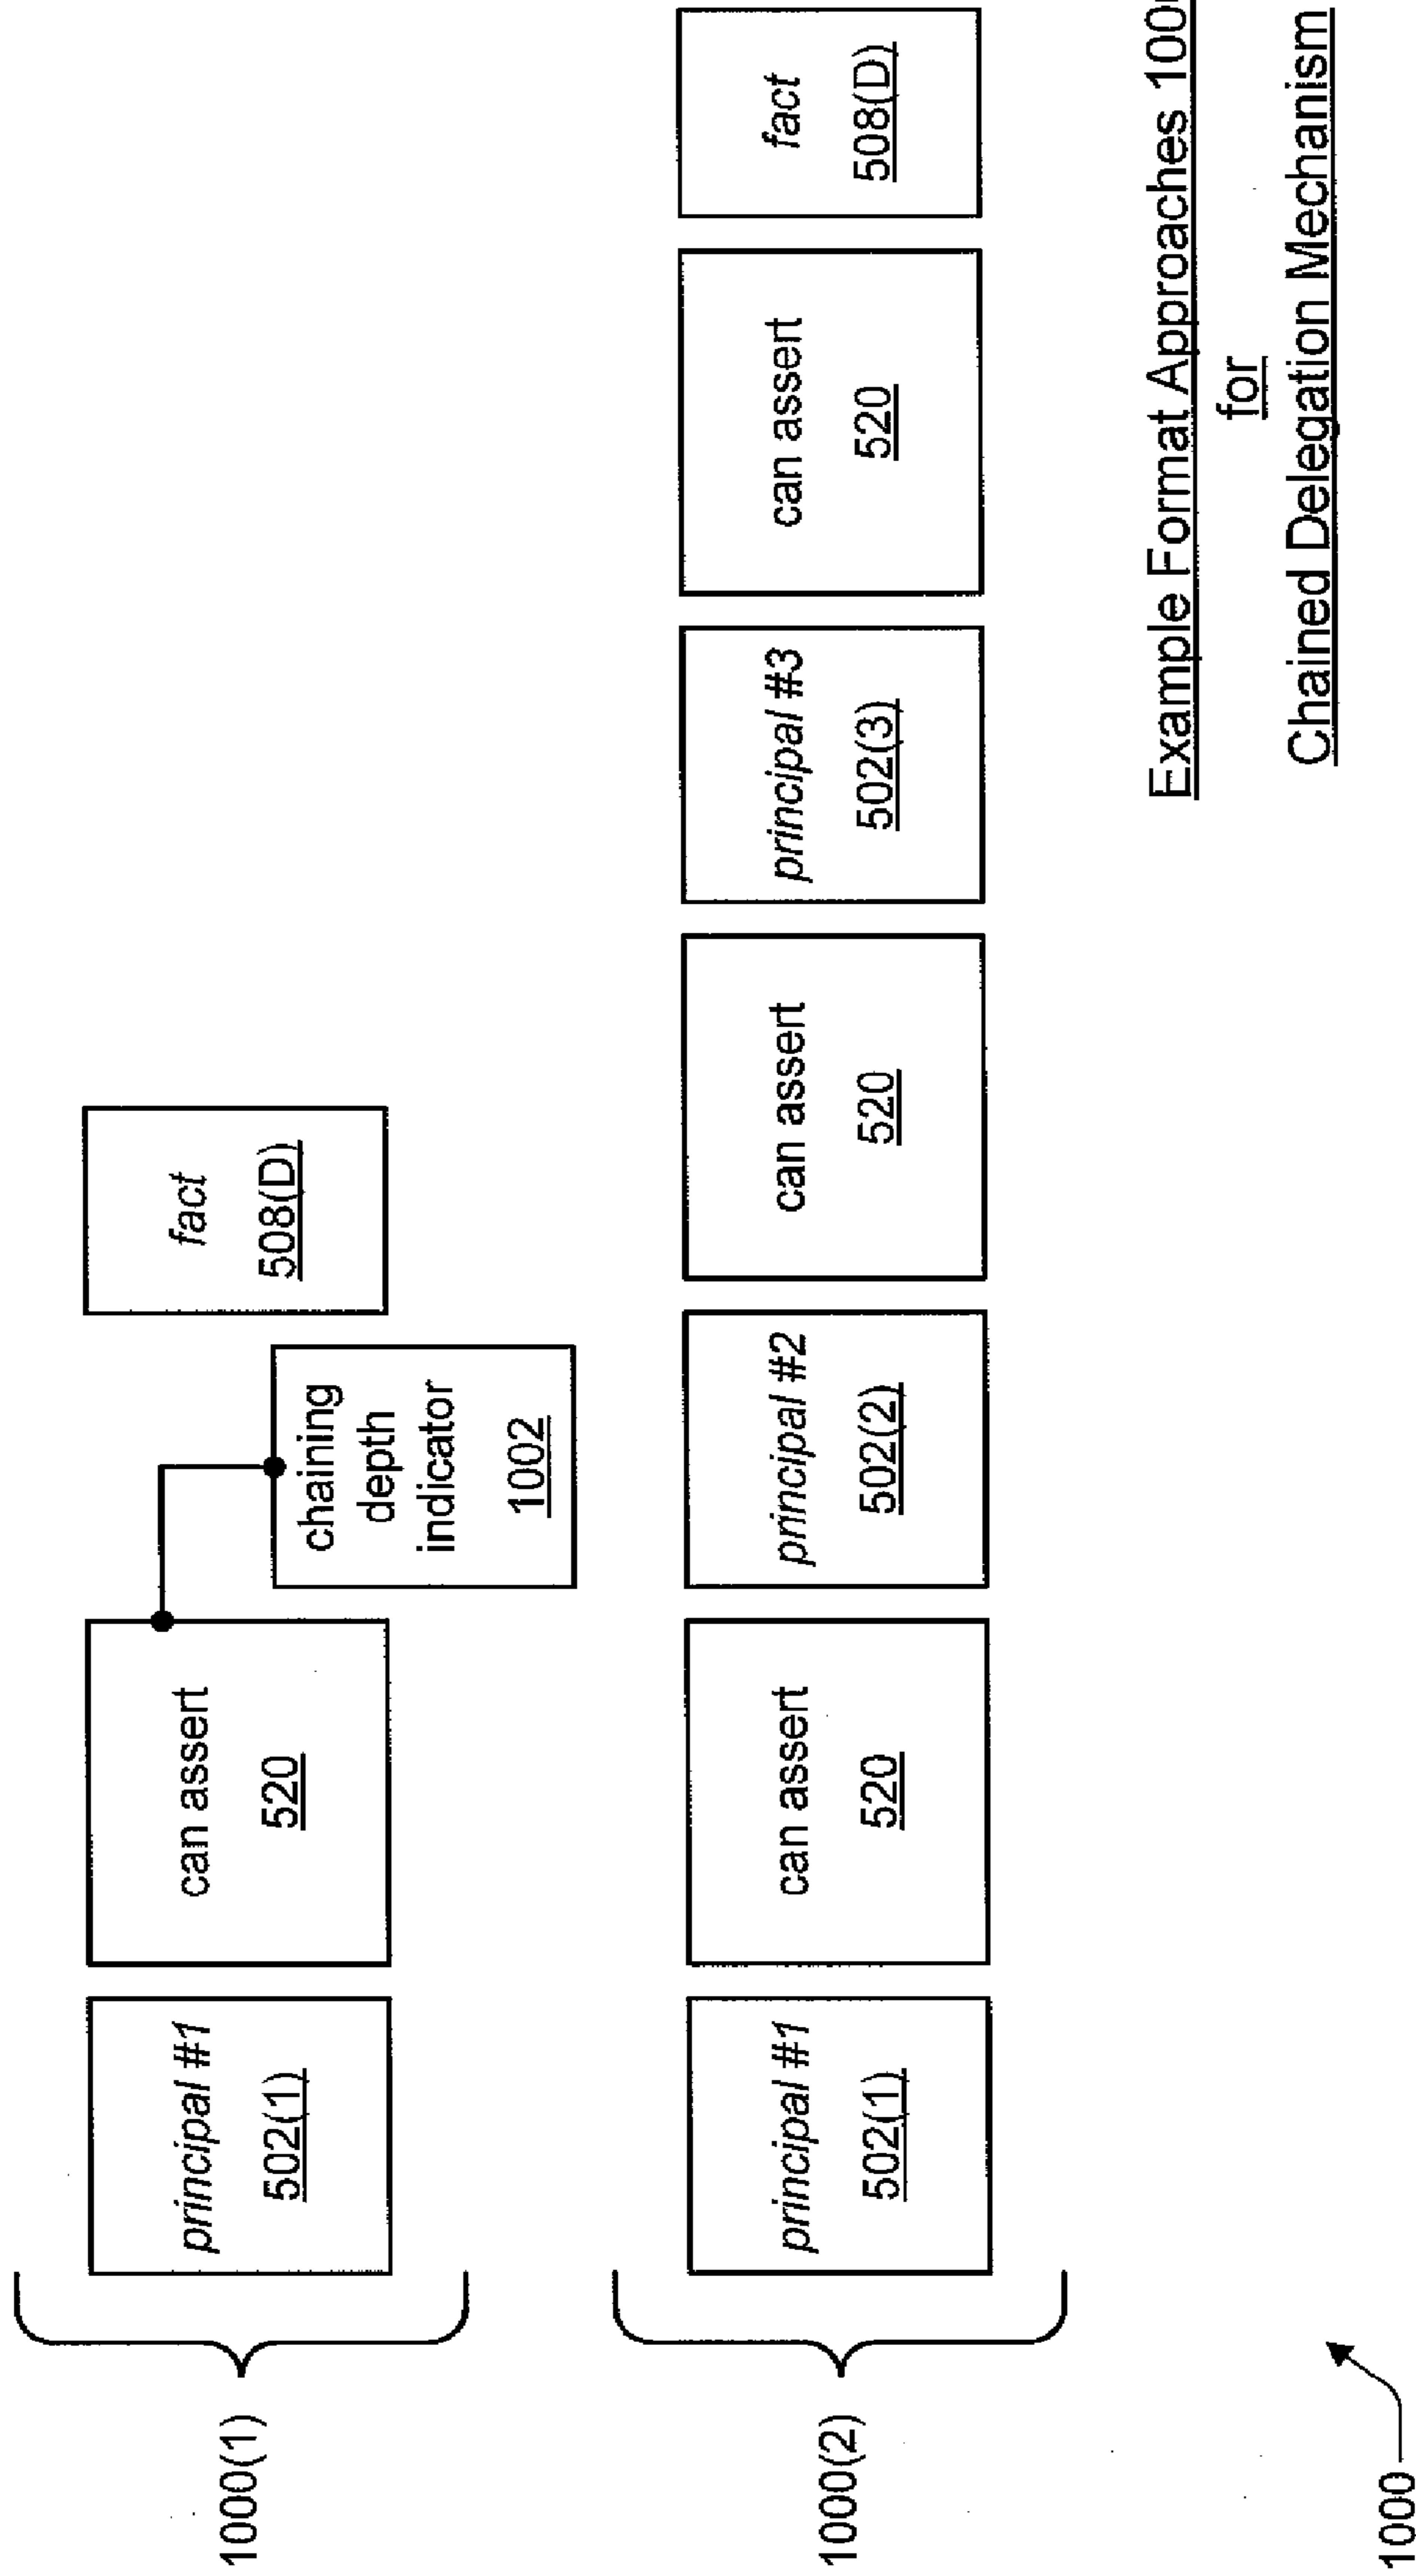 1000(1)
principal #1
502(1)
can assert
520
chaining
depth
indicator
1002
fact
508(D)
1000(2)
principal #1
502(1)
can assert
520
principal #2
502(2)
can assert
520
principal #3
502(3)
can assert
520
fact
508(D)
1000
Example Format Approaches 100
for
Chained Delegation Mechanism